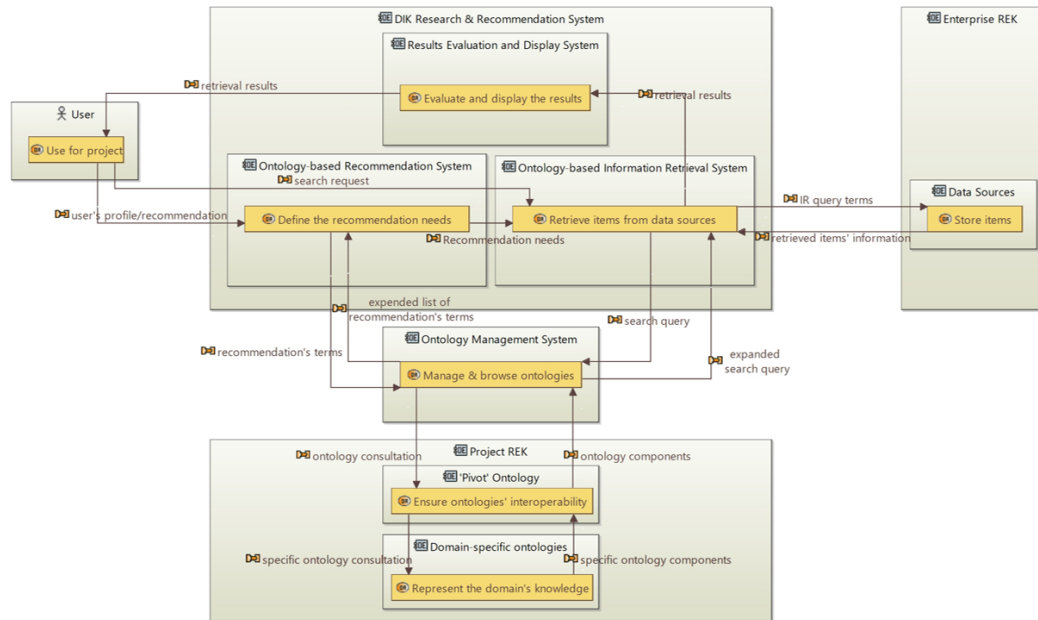 DIK Research & Recommendation System
Enterprise REK
Results Evaluation and Display System
retrieval results
Evaluate and display the results
retrieval results
User
Use for project
Ontology-based Recommendation System
Ontology-based Information Retrieval System
search request
Data Sources
IR query terms
user's profile/recommendation
Define the recommendation needs
Retrieve items from data sources
Store items
Recommendation needs
retrieved items' information
expended list of
recommendation's terms
search query
Ontology Management System
recommendation's terms
expanded
search query
Manage & browse ontologies
Project REK
ontology consultation
ontology components
'Pivot' Ontology
Ensure ontologies' interoperability
Domain-specific ontologies
specific ontology consultation
specific ontology components
Represent the domain's knowledge